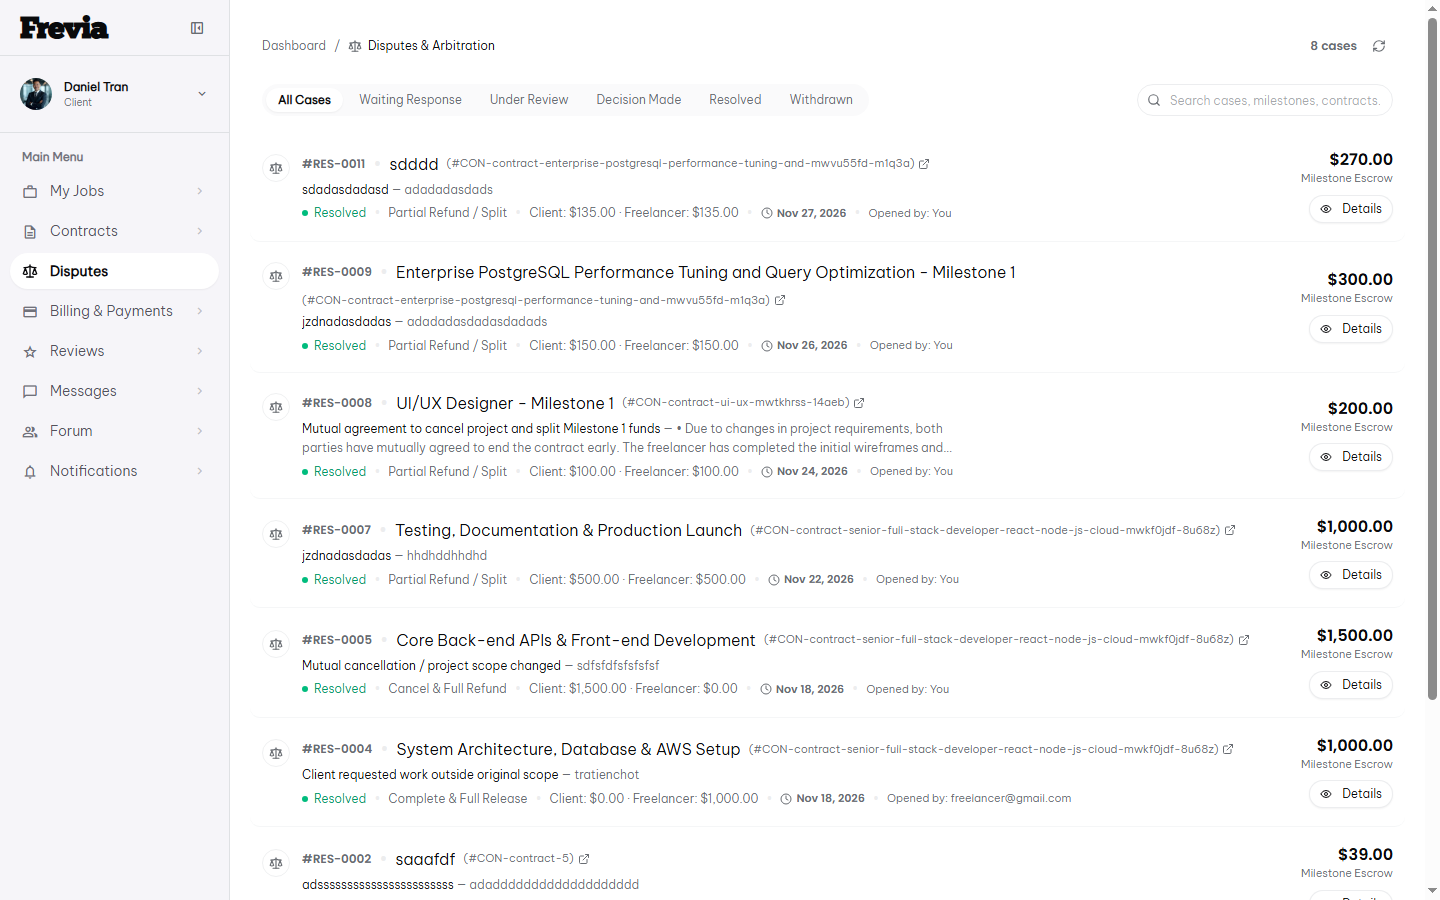 Frevia
Daniel Tran
Client
Main Menu
My Jobs
Contracts
Disputes
Billing & Payments
Reviews
Messages
Forum
Notifications
Dashboard / Disputes & Arbitration
8 cases
All Cases Waiting Response Under Review Decision Made Resolved Withdrawn
Search cases, milestones, contracts.
#RES-0011 • sdddd (#CON-contract-enterprise-postgresql-performance-tuning-and-mwvu55fd-m1q3a)
sdadasdadasd — adadadasdads
Resolved • Partial Refund / Split • Client: $135.00 · Freelancer: $135.00 • Nov 27, 2026 • Opened by: You
$270.00
Milestone Escrow
Details
#RES-0009 • Enterprise PostgreSQL Performance Tuning and Query Optimization - Milestone 1
(#CON-contract-enterprise-postgresql-performance-tuning-and-mwvu55fd-m1q3a)
jzdnadasdadas — adadadasdadasdadads
Resolved • Partial Refund / Split • Client: $150.00 · Freelancer: $150.00 • Nov 26, 2026 • Opened by: You
$300.00
Milestone Escrow
Details
#RES-0008 • UI/UX Designer - Milestone 1 (#CON-contract-ui-ux-mwtkhrss-14aeb)
Mutual agreement to cancel project and split Milestone 1 funds — • Due to changes in project requirements, both
parties have mutually agreed to end the contract early. The freelancer has completed the initial wireframes and...
Resolved • Partial Refund / Split • Client: $100.00 · Freelancer: $100.00 • Nov 24, 2026 • Opened by: You
$200.00
Milestone Escrow
Details
#RES-0007 • Testing, Documentation & Production Launch (#CON-contract-senior-full-stack-developer-react-node-js-cloud-mwkf0jdf-8u68z)
jzdnadasdadas — hhdhddhhdhd
Resolved • Partial Refund / Split • Client: $500.00 · Freelancer: $500.00 • Nov 22, 2026 • Opened by: You
$1,000.00
Milestone Escrow
Details
#RES-0005 • Core Back-end APIs & Front-end Development (#CON-contract-senior-full-stack-developer-react-node-js-cloud-mwkf0jdf-8u68z)
Mutual cancellation / project scope changed — sdfsfdfsfsfsfsf
Resolved • Cancel & Full Refund • Client: $1,500.00 · Freelancer: $0.00 • Nov 18, 2026 • Opened by: You
$1,500.00
Milestone Escrow
Details
#RES-0004 • System Architecture, Database & AWS Setup (#CON-contract-senior-full-stack-developer-react-node-js-cloud-mwkf0jdf-8u68z)
Client requested work outside original scope — tratienchot
Resolved • Complete & Full Release • Client: $0.00 · Freelancer: $1,000.00 • Nov 18, 2026 • Opened by: freelancer@gmail.com
$1,000.00
Milestone Escrow
Details
#RES-0002 • saaafdf (#CON-contract-5)
adssssssssssssssssssssssss — adadddddddddddddddddddd
$39.00
Milestone Escrow